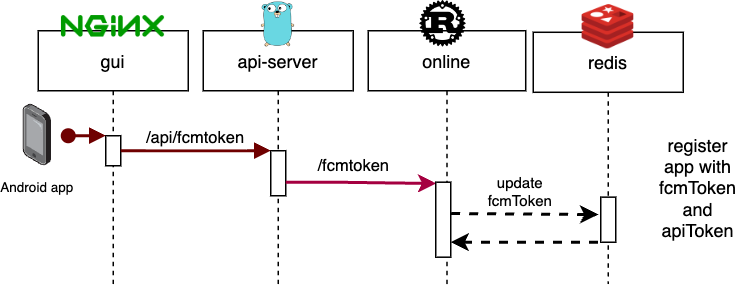 NGINX
gui
api-server
online
redis
R
/api/fcmtoken
/fcmtoken
update
fcmToken
Android app
register
app with
fcmToken
and
apiToken